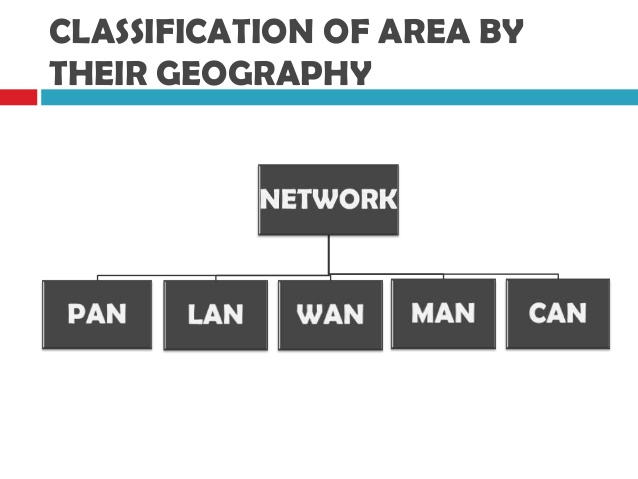 CLASSIFICATION OF AREA BY
THEIR GEOGRAPHY
NETWORK
PAN
LAN
WAN
MAN
CAN